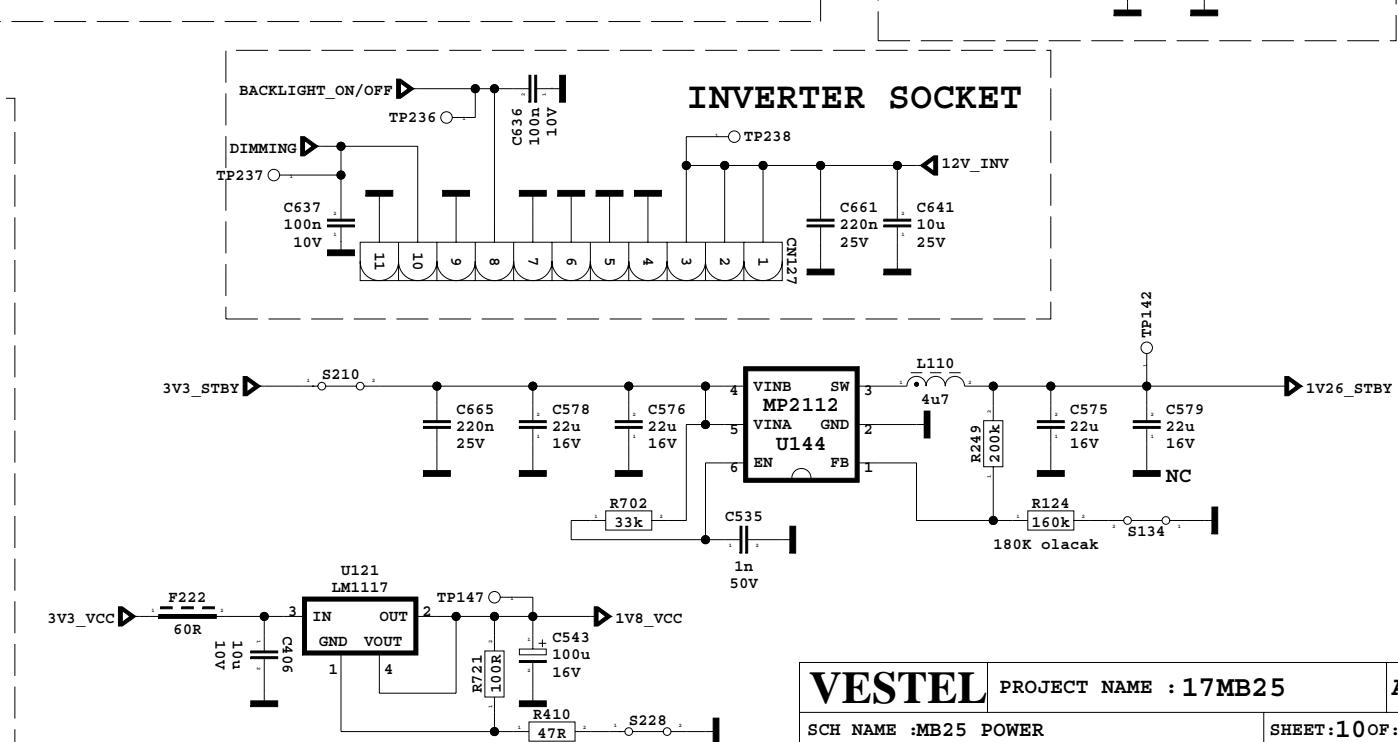 INVERTER SOCKET
BACKLIGHT_ON/OFF
TP236
C636
100n
10V
DIMMING
TP237
C637
100n
10V
TP238
12V_INV
C661
220n
25V
C641
10u
25V
11 10 9 8 7 6 5 4 3 2 1
CN127
TP142
3V3_STBY
S210
C665
220n
25V
C578
22u
16V
C576
22u
16V
4 VINB SW 3
MP2112
5 VINA GND 2
U144
6 EN FB 1
L110
4u7
R249
200k
C575
22u
16V
C579
22u
16V
NC
1V26_STBY
R702
33k
C535
1n
50V
R124
160k
180K olacak
S134
U121
LM1117
3V3_VCC
F222
60R
C406
10u
10V
3 IN OUT 2
GND VOUT
1 4
TP147
1V8_VCC
R721
100R
C543
100u
16V
R410
47R
S228
VESTEL PROJECT NAME : 17MB25
SCH NAME :MB25 POWER SHEET:10OF: